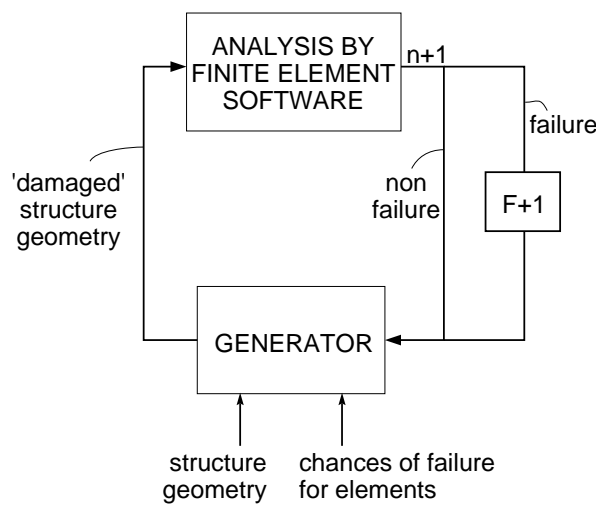 ANALYSIS BY
FINITE ELEMENT
SOFTWARE
n+1
failure
'damaged'
structure
geometry
non
failure
F+1
GENERATOR
structure
geometry
chances of failure
for elements